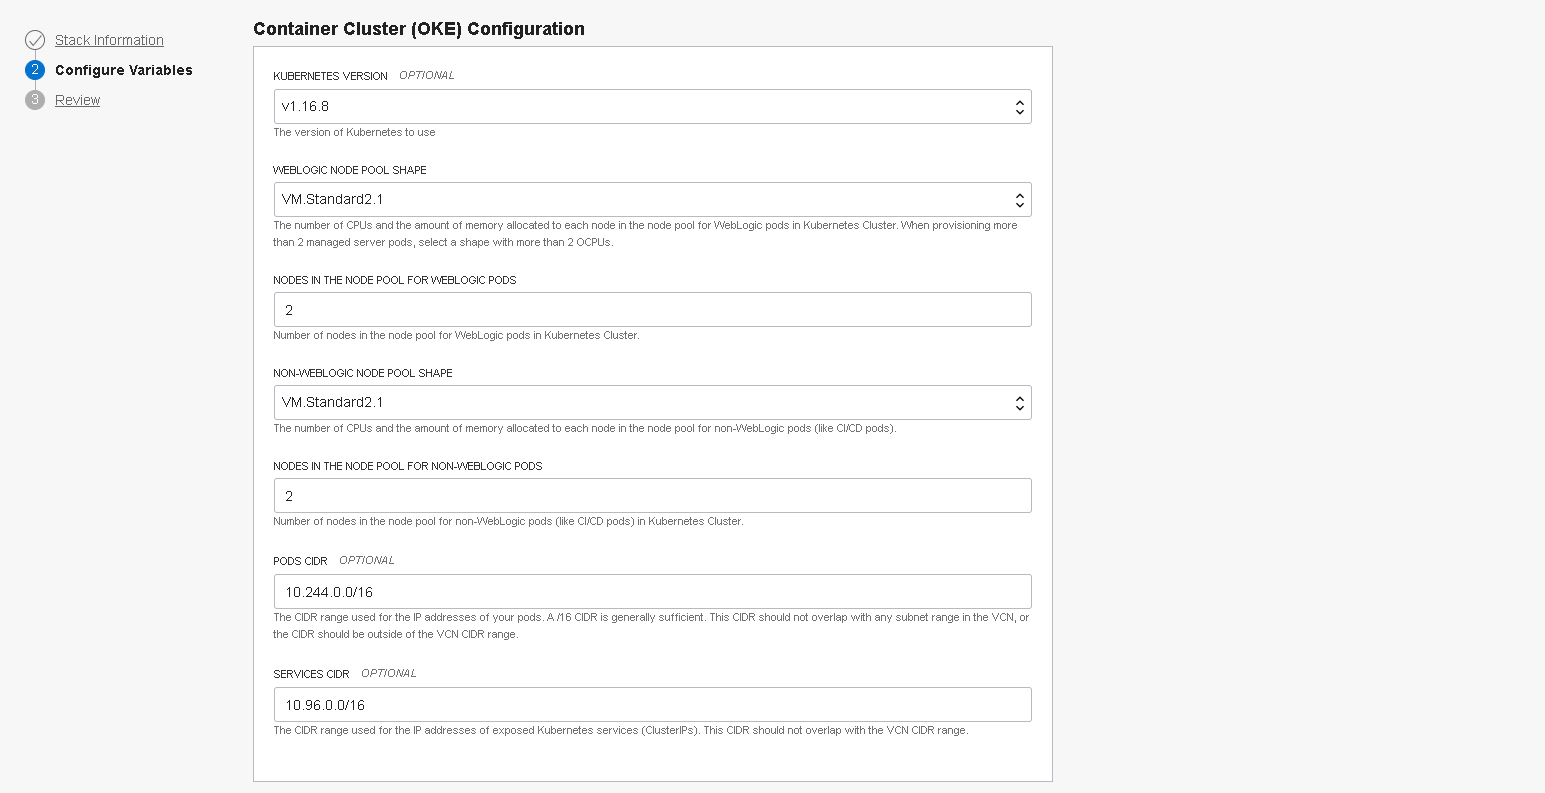 Container Cluster (OKE) Configuration
Stack Information
2 Configure Variables
3 Review
KUBERNETES VERSION OPTIONAL
v1.16.8
The version of Kubernetes to use
WEBLOGIC NODE POOL SHAPE
VM.Standard2.1
The number of CPUs and the amount of memory allocated to each node in the node pool for WebLogic pods in Kubernetes Cluster. When provisioning more
than 2 managed server pods, select a shape with more than 2 OCPUs.
NODES IN THE NODE POOL FOR WEBLOGIC PODS
2
Number of nodes in the node pool for WebLogic pods in Kubernetes Cluster.
NON-WEBLOGIC NODE POOL SHAPE
VM.Standard2.1
The number of CPUs and the amount of memory allocated to each node in the node pool for non-WebLogic pods (like CI/CD pods).
NODES IN THE NODE POOL FOR NON-WEBLOGIC PODS
2
Number of nodes in the node pool for non-WebLogic pods (like CI/CD pods) in Kubernetes Cluster.
PODS CIDR OPTIONAL
10.244.0.0/16
The CIDR range used for the IP addresses of your pods. A /16 CIDR is generally sufficient. This CIDR should not overlap with any subnet range in the VCN, or
the CIDR should be outside of the VCN CIDR range.
SERVICES CIDR OPTIONAL
10.96.0.0/16
The CIDR range used for the IP addresses of exposed Kubernetes services (ClusterIPs). This CIDR should not overlap with the VCN CIDR range.